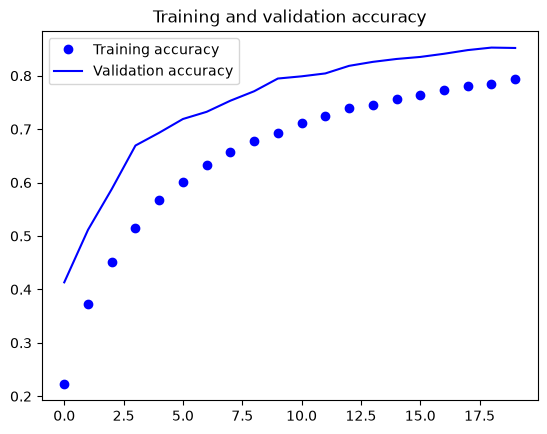 Training and validation accuracy
Training accuracy
Validation accuracy
0.8
0.7
0.6
0.5
0.4
0.3
0.2
0.0 2.5 5.0 7.5 10.0 12.5 15.0 17.5